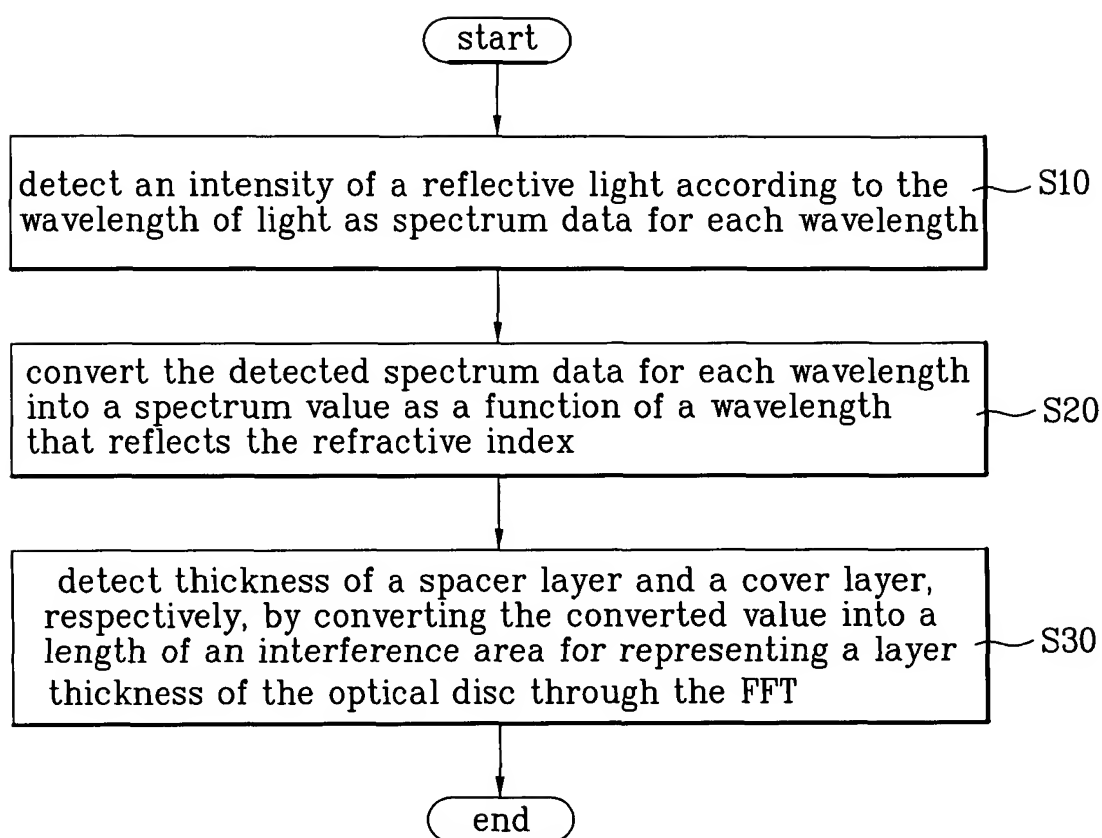 start
detect an intensity of a reflective light according to the
wavelength of light as spectrum data for each wavelength
S10
convert the detected spectrum data for each wavelength
into a spectrum value as a function of a wavelength
that reflects the refractive index
S20
detect thickness of a spacer layer and a cover layer,
respectively, by converting the converted value into a
length of an interference area for representing a layer
thickness of the optical disc through the FFT
S30
end